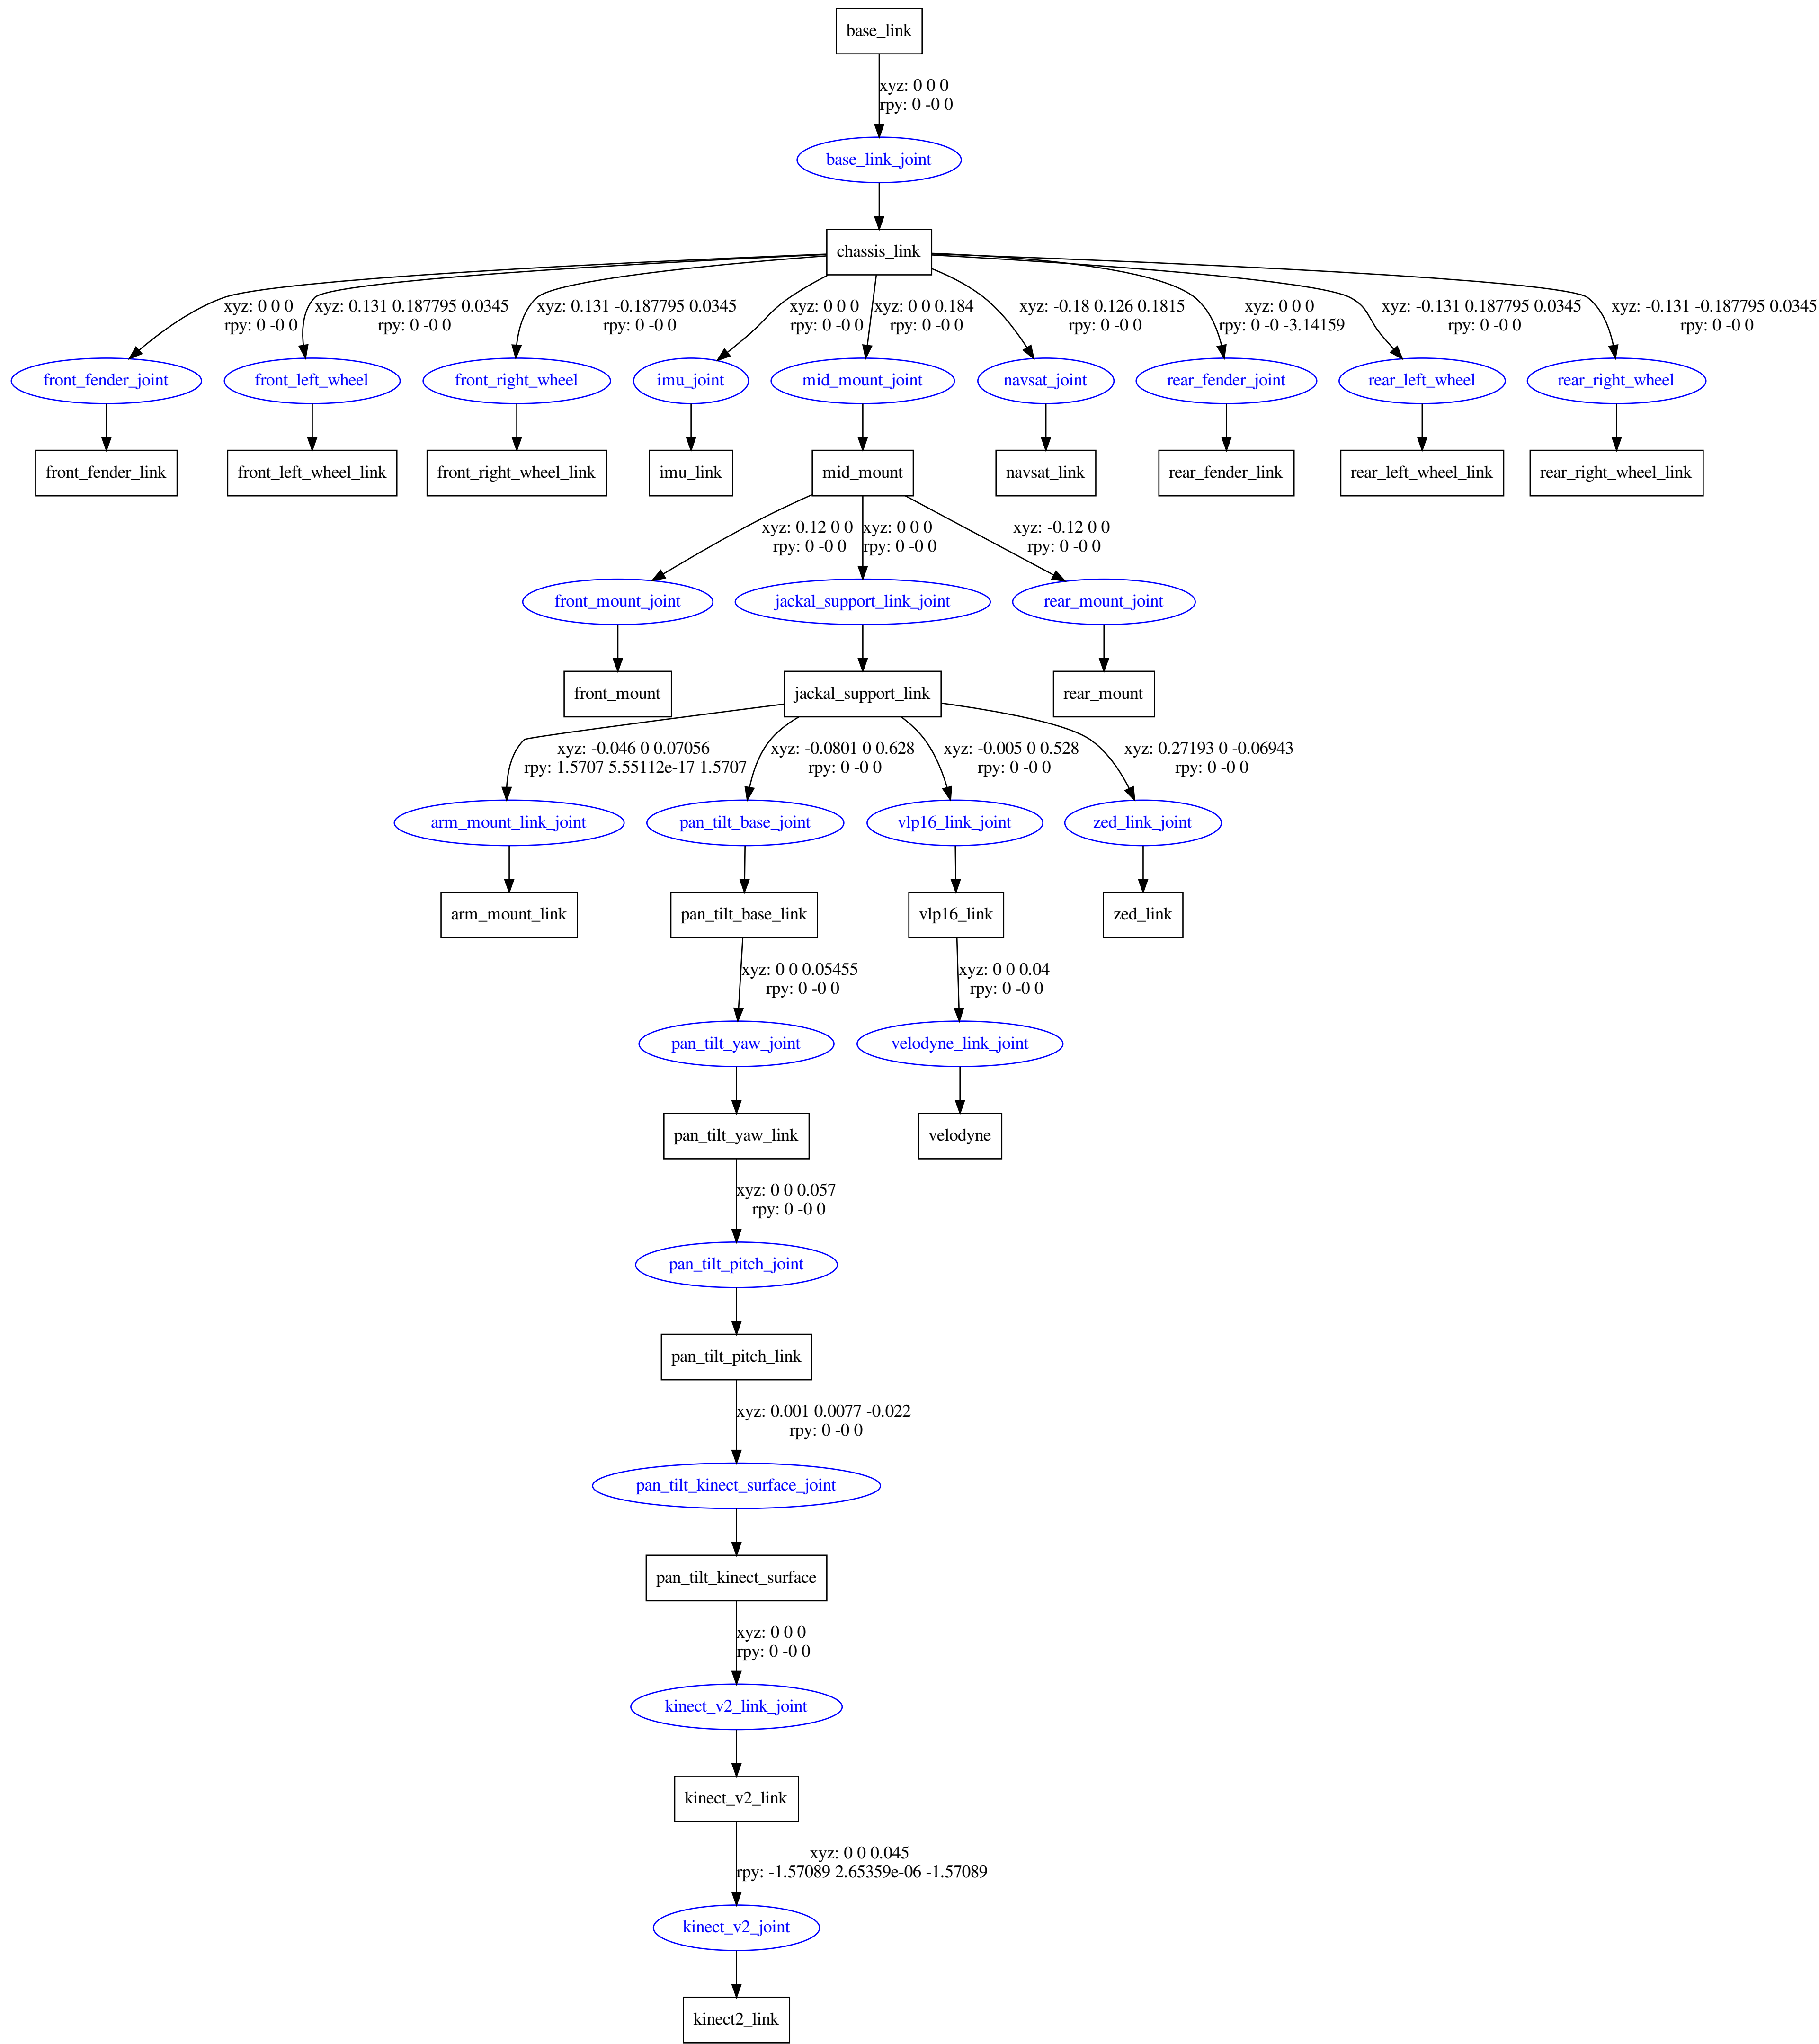 base_link
xyz: 0 0 0
rpy: 0 -0 0
base_link_joint
chassis_link
xyz: 0 0 0
rpy: 0 -0 0
xyz: 0.131 0.187795 0.0345
rpy: 0 -0 0
xyz: 0.131 -0.187795 0.0345
rpy: 0 -0 0
xyz: 0 0 0
rpy: 0 -0 0
xyz: 0 0 0.184
rpy: 0 -0 0
xyz: -0.18 0.126 0.1815
rpy: 0 -0 0
xyz: 0 0 0
rpy: 0 -0 -3.14159
xyz: -0.131 0.187795 0.0345
rpy: 0 -0 0
xyz: -0.131 -0.187795 0.0345
rpy: 0 -0 0
front_fender_joint
front_left_wheel
front_right_wheel
imu_joint
mid_mount_joint
navsat_joint
rear_fender_joint
rear_left_wheel
rear_right_wheel
front_fender_link
front_left_wheel_link
front_right_wheel_link
imu_link
mid_mount
navsat_link
rear_fender_link
rear_left_wheel_link
rear_right_wheel_link
xyz: 0.12 0 0
rpy: 0 -0 0
xyz: 0 0 0
rpy: 0 -0 0
xyz: -0.12 0 0
rpy: 0 -0 0
front_mount_joint
jackal_support_link_joint
rear_mount_joint
front_mount
jackal_support_link
rear_mount
xyz: -0.046 0 0.07056
rpy: 1.5707 5.55112e-17 1.5707
xyz: -0.0801 0 0.628
rpy: 0 -0 0
xyz: -0.005 0 0.528
rpy: 0 -0 0
xyz: 0.27193 0 -0.06943
rpy: 0 -0 0
arm_mount_link_joint
pan_tilt_base_joint
vlp16_link_joint
zed_link_joint
arm_mount_link
pan_tilt_base_link
vlp16_link
zed_link
xyz: 0 0 0.05455
rpy: 0 -0 0
xyz: 0 0 0.04
rpy: 0 -0 0
pan_tilt_yaw_joint
velodyne_link_joint
pan_tilt_yaw_link
velodyne
xyz: 0 0 0.057
rpy: 0 -0 0
pan_tilt_pitch_joint
pan_tilt_pitch_link
xyz: 0.001 0.0077 -0.022
rpy: 0 -0 0
pan_tilt_kinect_surface_joint
pan_tilt_kinect_surface
xyz: 0 0 0
rpy: 0 -0 0
kinect_v2_link_joint
kinect_v2_link
xyz: 0 0 0.045
rpy: -1.57089 2.65359e-06 -1.57089
kinect_v2_joint
kinect2_link